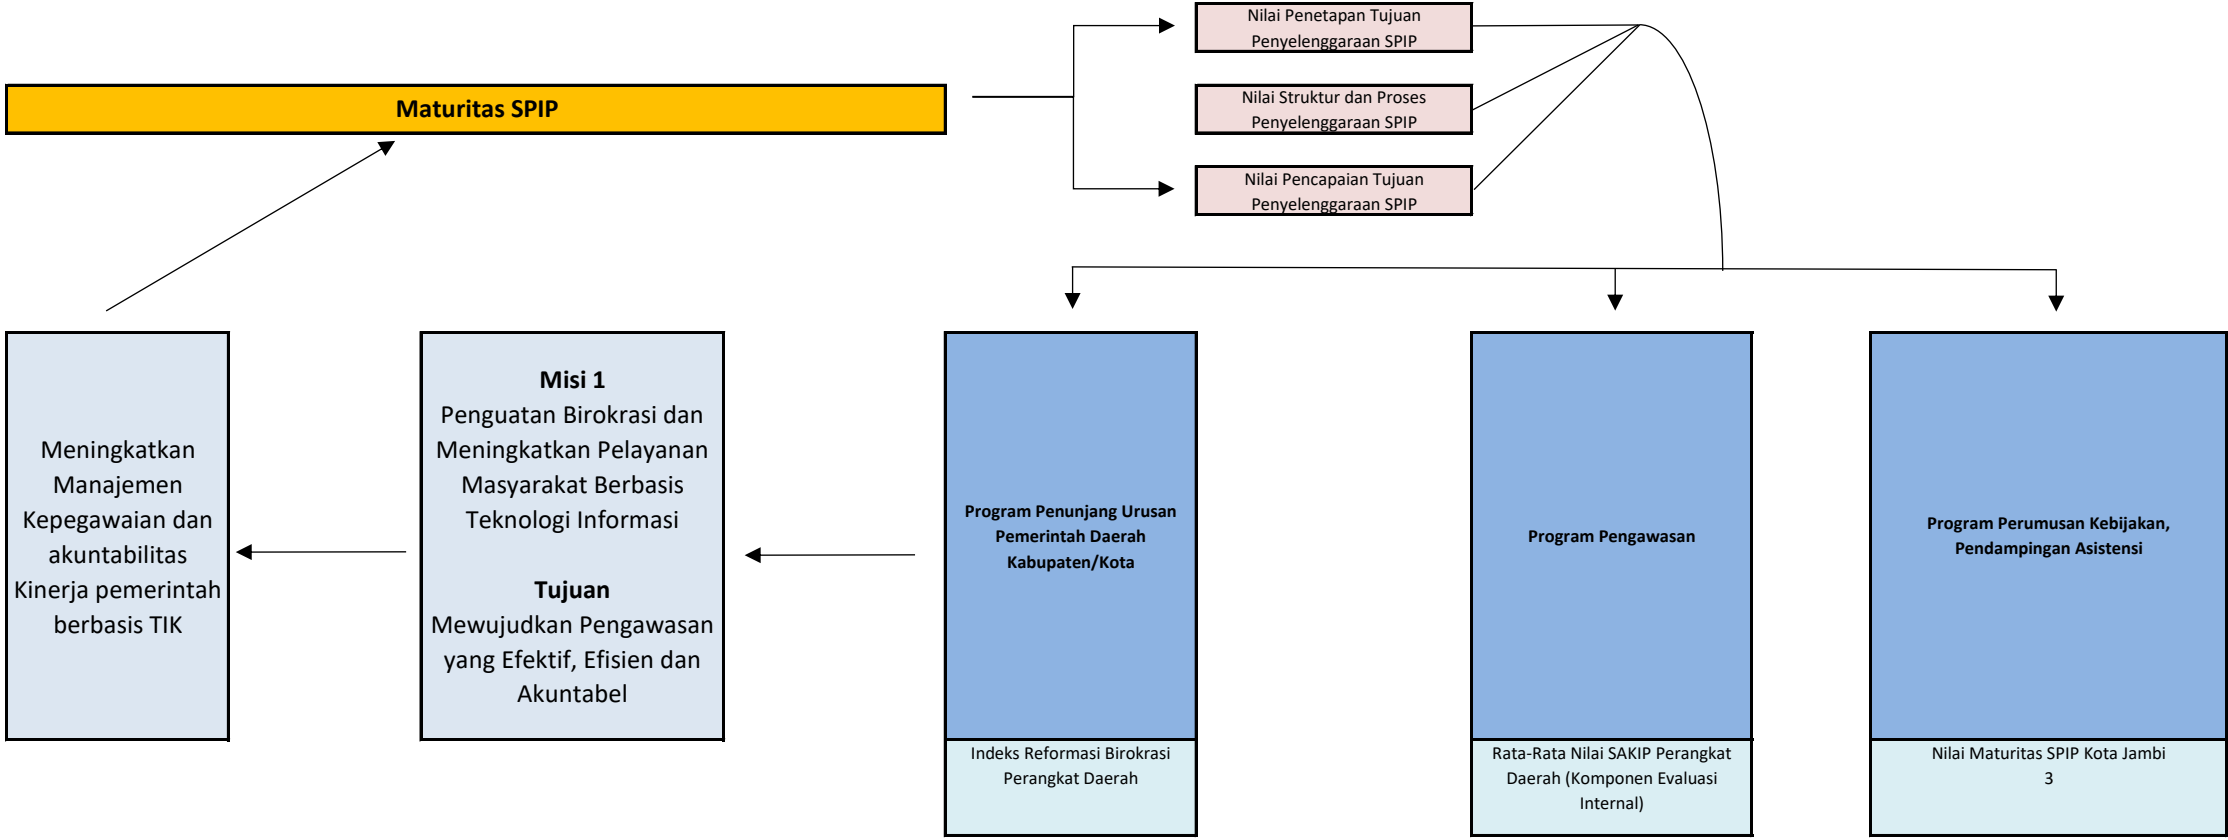 Nilai Penetapan Tujuan
Penyelenggaraan SPIP
Maturitas SPIP
Nilai Struktur dan Proses
Penyelenggaraan SPIP
Nilai Pencapaian Tujuan
Penyelenggaraan SPIP
Meningkatkan
Manajemen
Kepegawaian dan
akuntabilitas
Kinerja pemerintah
berbasis TIK
Misi 1
Penguatan Birokrasi dan
Meningkatkan Pelayanan
Masyarakat Berbasis
Teknologi Informasi
Tujuan
Mewujudkan Pengawasan
yang Efektif, Efisien dan
Akuntabel
Program Penunjang Urusan
Pemerintah Daerah
Kabupaten/Kota
Indeks Reformasi Birokrasi
Perangkat Daerah
Program Pengawasan
Rata-Rata Nilai SAKIP Perangkat
Daerah (Komponen Evaluasi
Internal)
Program Perumusan Kebijakan,
Pendampingan Asistensi
Nilai Maturitas SPIP Kota Jambi
3